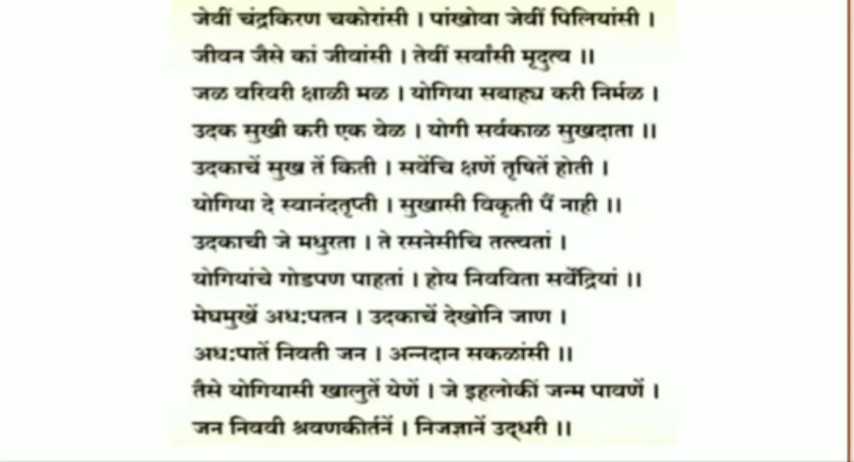 जेवीं चंद्रकिरण चकोरांसी । पांखोवा जेवीं पिलियांसी ।
जीवन जैसे कां जीवांसी । तेवीं सर्वांसी मृदुत्व ॥
जळ वरिवरी क्षाळी मळ । योगिया सबाह्य करी निर्मळ ।
उदक सुखी करी एक वेळ । योगी सर्वकाळ सुखदाता ॥
उदकाचें सुख तें किती । सवेंचि क्षणें तृषितें होती ।
योगिया दे स्वानंदतृप्ती । सुखासी विकृती पैं नाही ॥
उदकाची जे मधुरता । ते रसनेसीचि तत्त्वतां ।
योगियांचे गोडपण पाहतां । होय निवविता सर्वेंद्रियां ॥
मेघमुखें अध:पतन । उदकाचें देखोनि जाण ।
अध:पातें निवती जन । अन्नदान सकळांसी ॥
तैसे योगियासी खालुतें येणें । जे इहलोकीं जन्म पावणें ।
जन निववी श्रवणकीर्तनें । निजज्ञानें उद्धरी ॥